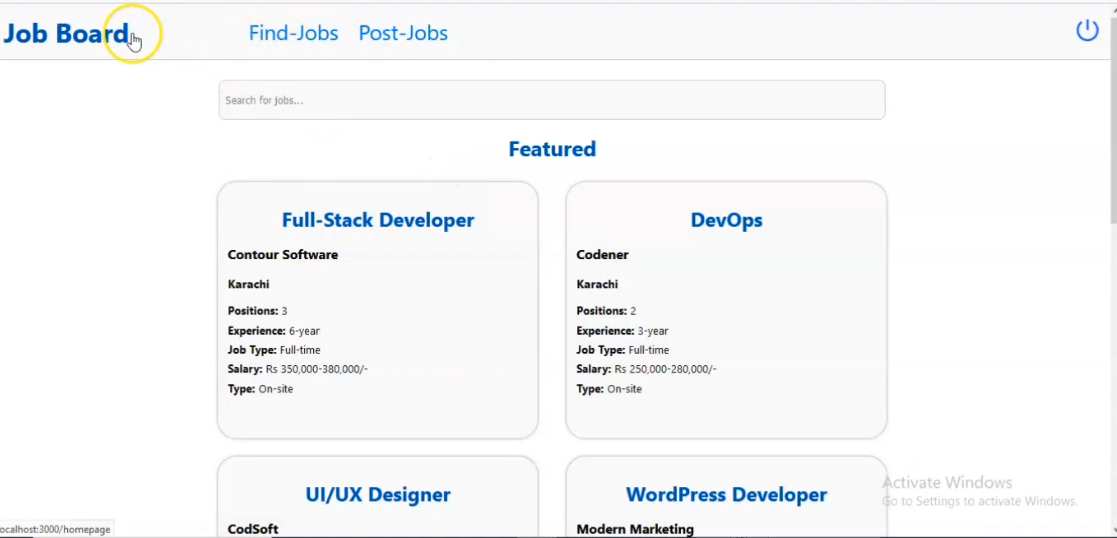 Job Board
Find-Jobs Post-Jobs
Search for jobs...
Featured
Full-Stack Developer
Contour Software
Karachi
Positions: 3
Experience: 6-year
Job Type: Full-time
Salary: Rs 350,000-380,000/-
Type: On-site
DevOps
Codener
Karachi
Positions: 2
Experience: 3-year
Job Type: Full-time
Salary: Rs 250,000-280,000/-
Type: On-site
UI/UX Designer
CodSoft
WordPress Developer
Modern Marketing
Activate Windows
Go to Settings to activate Windows.
ocalhost:3000/homepage